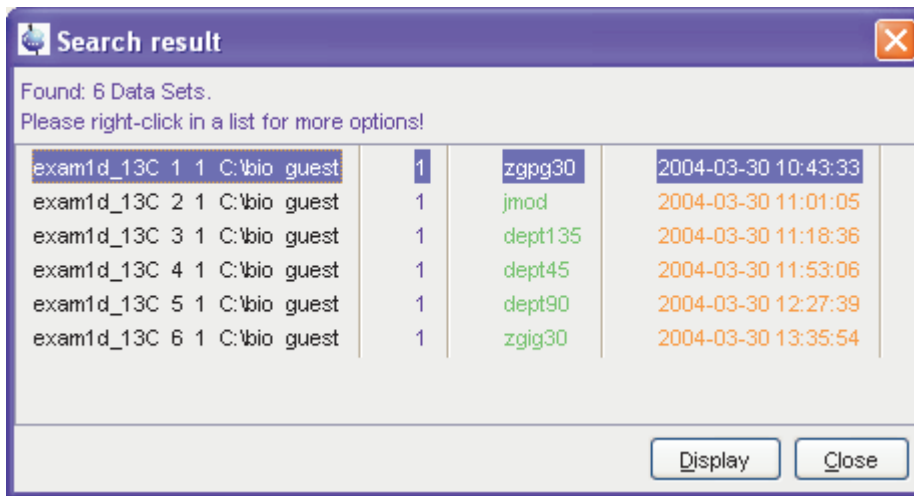 Search result
Found: 6 Data Sets.
Please right-click in a list for more options!
exam1d_13C 1 1 C:\bio guest 1 zgpg30 2004-03-30 10:43:33
exam1d_13C 2 1 C:\bio guest 1 jmod 2004-03-30 11:01:05
exam1d_13C 3 1 C:\bio guest 1 dept135 2004-03-30 11:18:36
exam1d_13C 4 1 C:\bio guest 1 dept45 2004-03-30 11:53:06
exam1d_13C 5 1 C:\bio guest 1 dept90 2004-03-30 12:27:39
exam1d_13C 6 1 C:\bio guest 1 zgig30 2004-03-30 13:35:54
Display Close